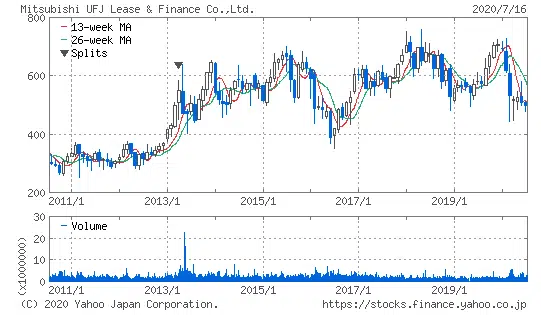 Mitsubishi UFJ Lease & Finance Co.,Ltd. 2020/7/16
13-week MA
26-week MA
Splits
800
600
400
200
2011/1 2013/1 2015/1 2017/1 2019/1
Volume
30
20
10
0
(x1000000)
2011/1 2013/1 2015/1 2017/1 2019/1
(C) 2020 Yahoo Japan Corporation. https://stocks.finance.yahoo.co.jp/